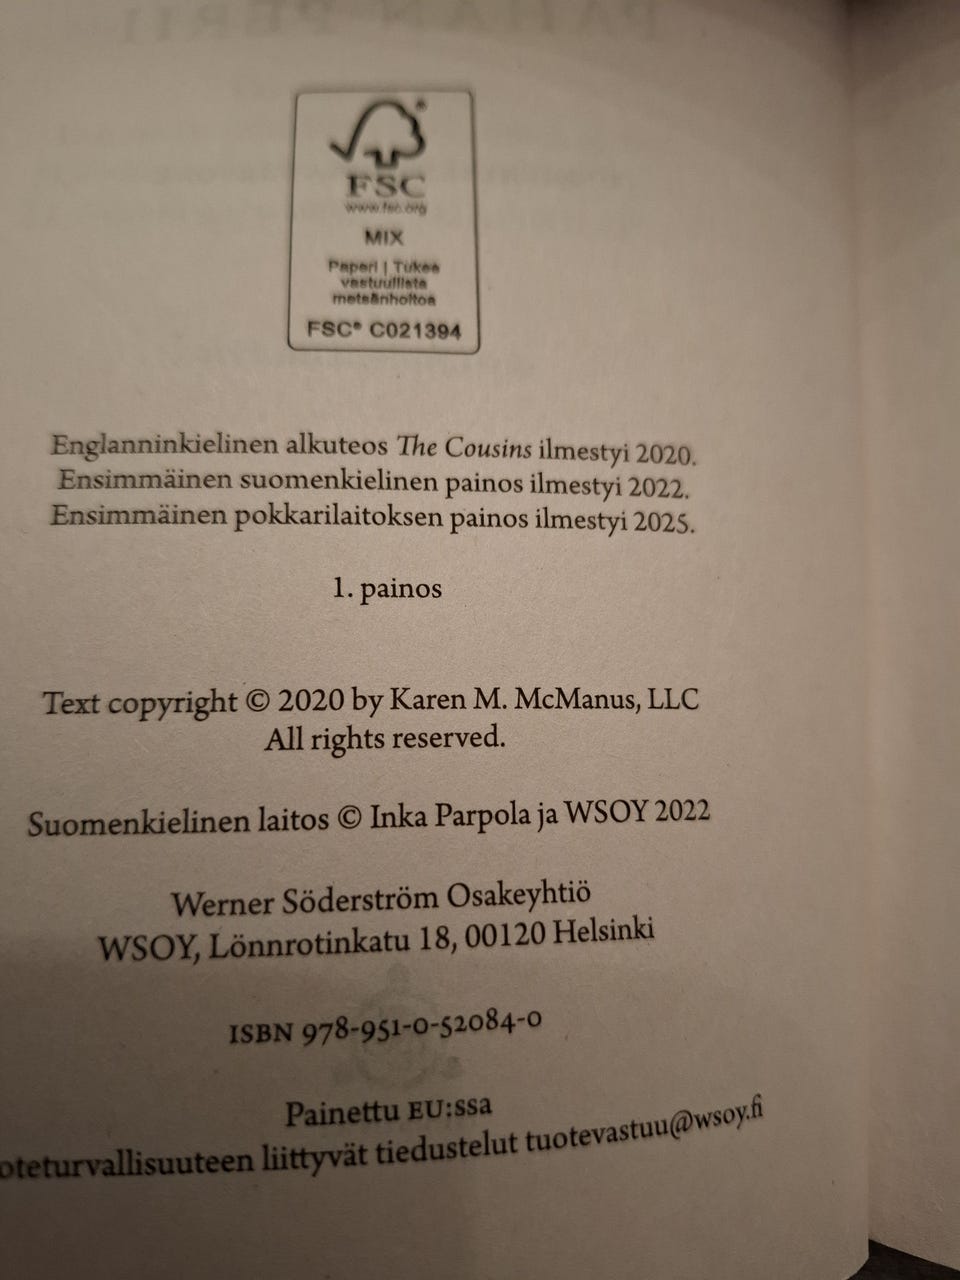 FSC
www.fsc.org
MIX
Paperi | Tukee
vastuullista
metsänhoitoa
FSC® C021394
Englanninkielinen alkuteos The Cousins ilmestyi 2020.
Ensimmäinen suomenkielinen painos ilmestyi 2022.
Ensimmäinen pokkarilaitoksen painos ilmestyi 2025.
1. painos
Text copyright © 2020 by Karen M. McManus, LLC
All rights reserved.
Suomenkielinen laitos © Inka Parpola ja WSOY 2022
Werner Söderström Osakeyhtiö
WSOY, Lönnrotinkatu 18, 00120 Helsinki
ISBN 978-951-0-52084-0
Painettu EU:ssa
oteturvallisuuteen liittyvät tiedustelut tuotevastuu@wsoy.fi